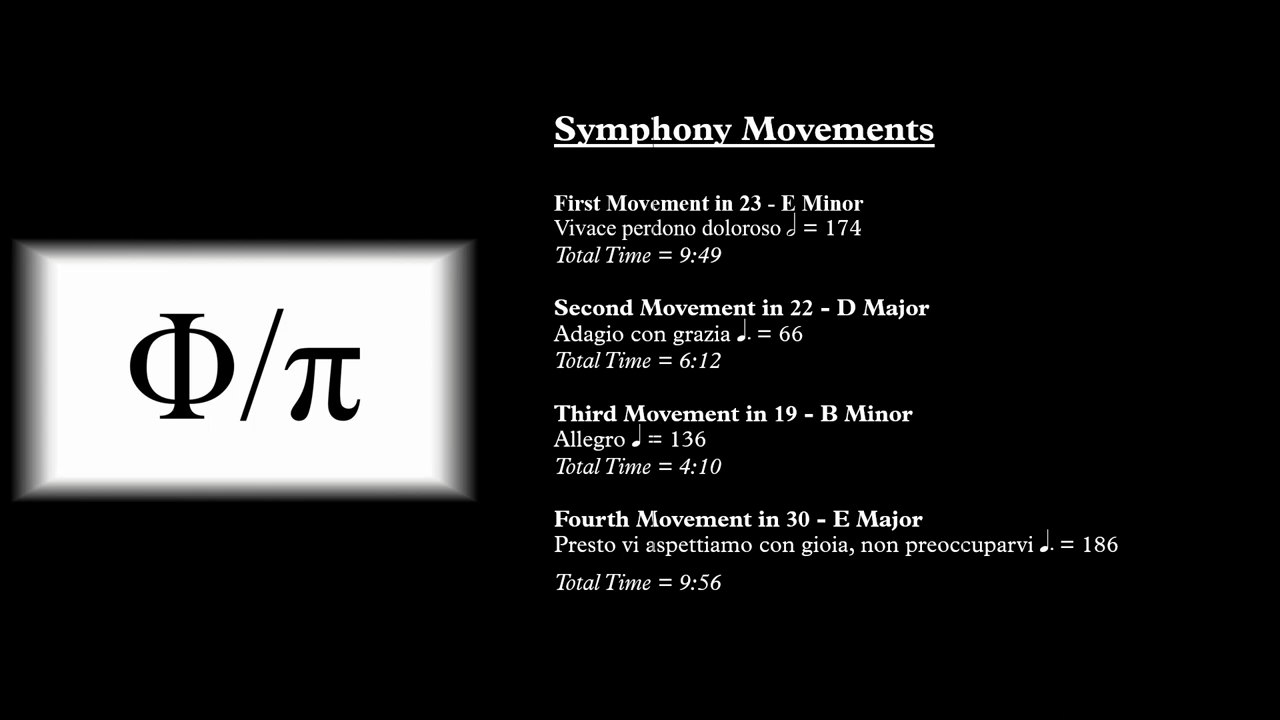 Symphony Movements
First Movement in 23 - E Minor
Vivace perdono doloroso 𝅗𝅥 = 174
Total Time = 9:49
Second Movement in 22 - D Major
Adagio con grazia ♩. = 66
Total Time = 6:12
Third Movement in 19 - B Minor
Allegro ♩ = 136
Total Time = 4:10
Fourth Movement in 30 - E Major
Presto vi aspettiamo con gioia, non preoccuparvi ♩. = 186
Total Time = 9:56
Φ/π